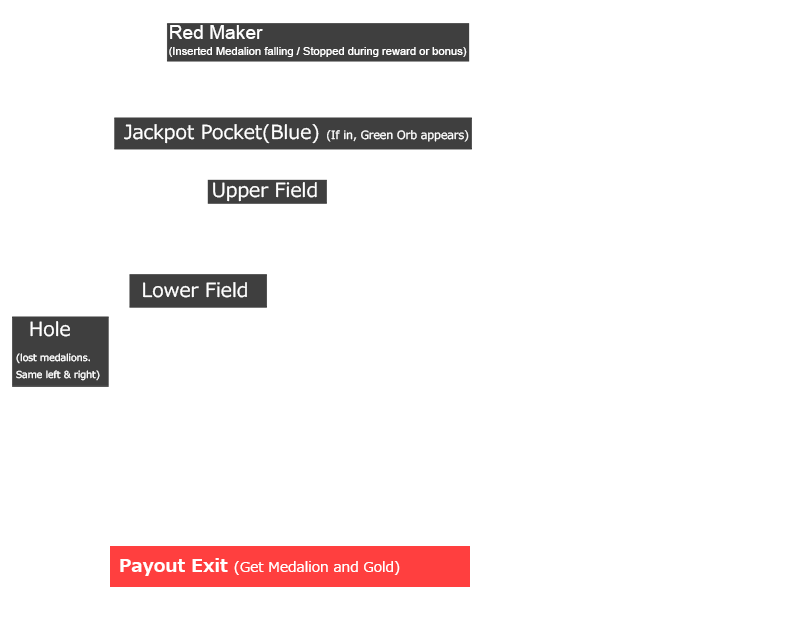 Red Maker
(Inserted Medalion falling / Stopped during reward or bonus)
Jackpot Pocket(Blue) (If in, Green Orb appears)
Upper Field
Lower Field
Hole
(lost medalions.
Same left & right)
Payout Exit (Get Medalion and Gold)